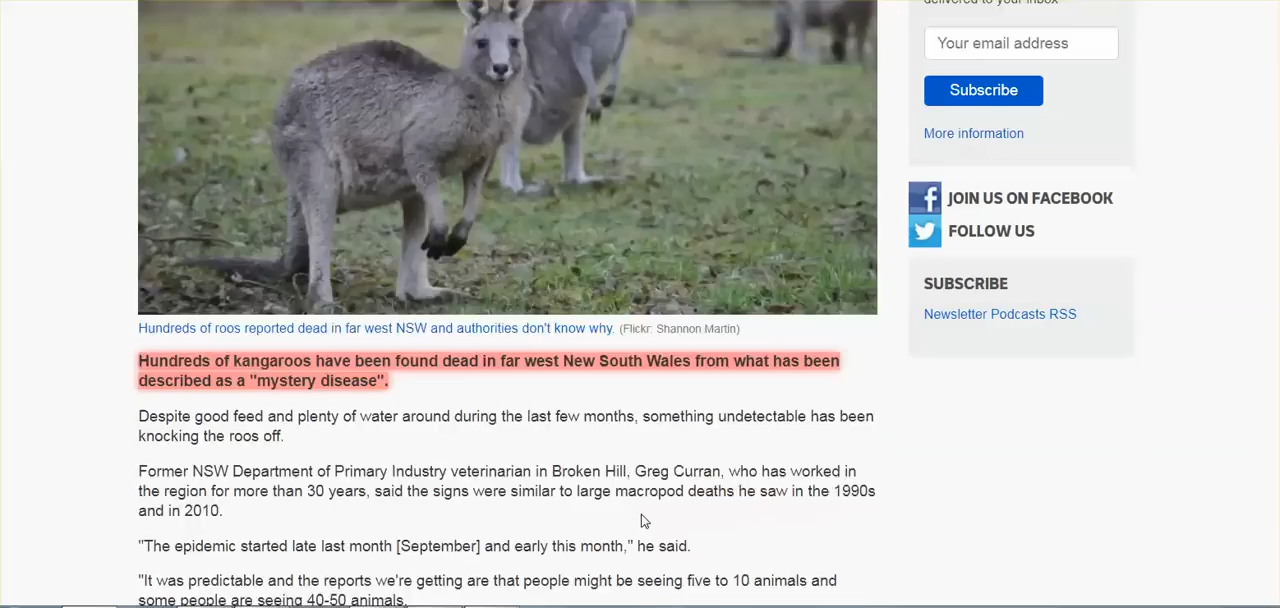 delivered to your inbox
Your email address
Subscribe
More information
JOIN US ON FACEBOOK
FOLLOW US
SUBSCRIBE
Newsletter Podcasts RSS
Hundreds of roos reported dead in far west NSW and authorities don't know why. (Flickr: Shannon Martin)
Hundreds of kangaroos have been found dead in far west New South Wales from what has been
described as a "mystery disease".
Despite good feed and plenty of water around during the last few months, something undetectable has been
knocking the roos off.
Former NSW Department of Primary Industry veterinarian in Broken Hill, Greg Curran, who has worked in
the region for more than 30 years, said the signs were similar to large macropod deaths he saw in the 1990s
and in 2010.
"The epidemic started late last month [September] and early this month," he said.
"It was predictable and the reports we're getting are that people might be seeing five to 10 animals and
some people are seeing 40-50 animals.